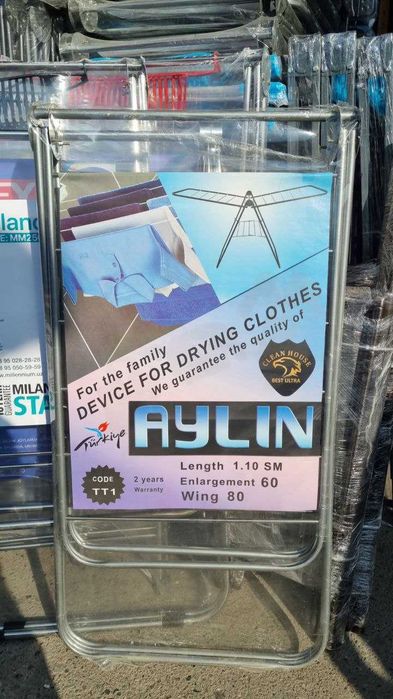 For the family
DEVICE FOR DRYING CLOTHES
We guarantee the quality of
CLEAN HOUSE
BEST ULTRA
AYLIN
Türkiye
CODE
TT1
2 years
Warranty
Length 1.10 SM
Enlargement 60
Wing 80
GUARANTEE
MILAN
STA